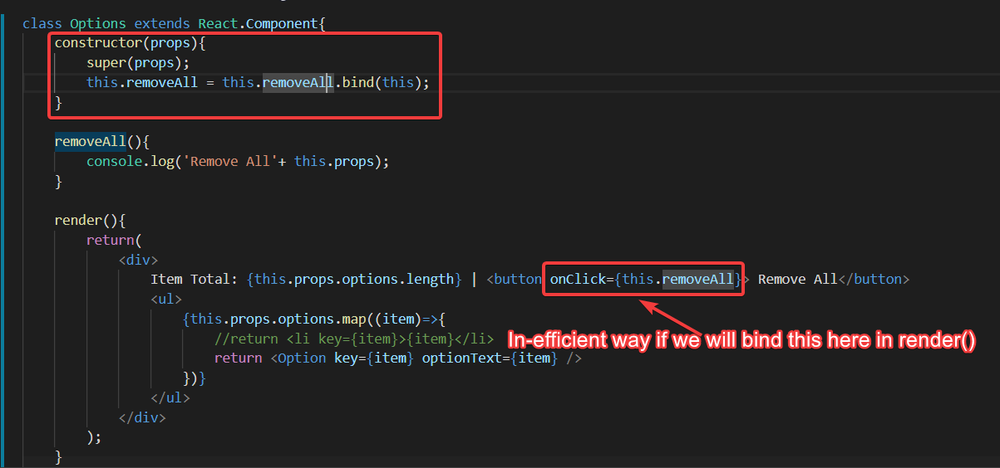 class Options extends React.Component{
constructor(props){
super(props);
this.removeAll = this.removeAll.bind(this);
}
removeAll(){
console.log('Remove All'+ this.props);
}
render(){
return(
<div>
Item Total: {this.props.options.length} | <button onClick={this.removeAll}> Remove All</button>
<ul>
{this.props.options.map((item)=>{
//return <li key={item}>{item}</li>
In-efficient way if we will bind this here in render()
return <Option key={item} optionText={item} />
})}
</ul>
</div>
);
}